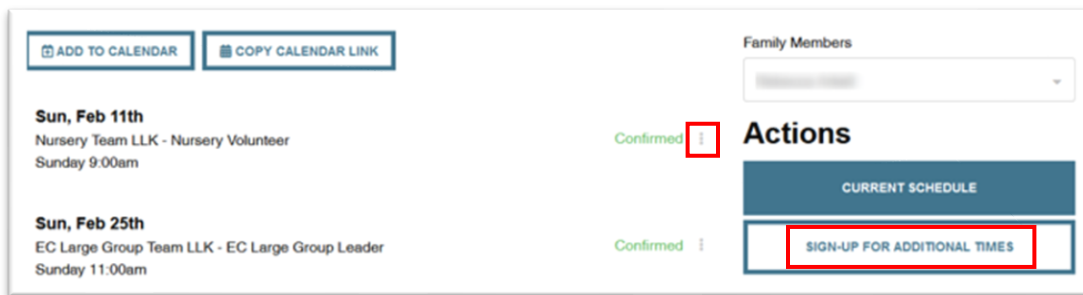 ADD TO CALENDAR
COPY CALENDAR LINK
Sun, Feb 11th
Nursery Team LLK - Nursery Volunteer
Confirmed
Sunday 9:00am
Sun, Feb 25th
EC Large Group Team LLK - EC Large Group Leader
Confirmed
Sunday 11:00am
Family Members
Actions
CURRENT SCHEDULE
SIGN-UP FOR ADDITIONAL TIMES